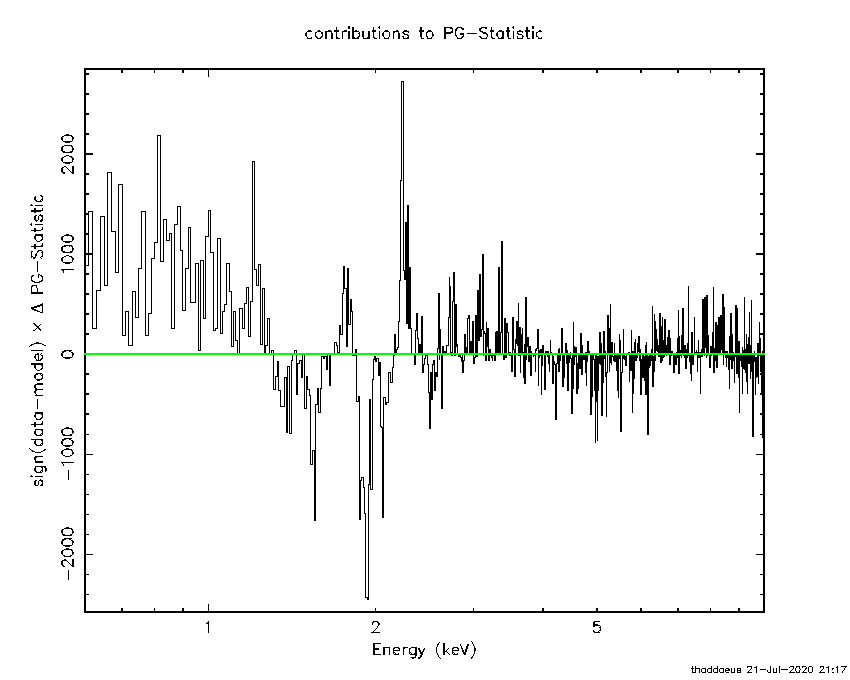 contributions to PG-Statistic
sign(data-model) × Δ PG-Statistic
2000
1000
0
-1000
-2000
1 2 5
Energy (keV)
thaddaeus 21-Jul-2020 21:17